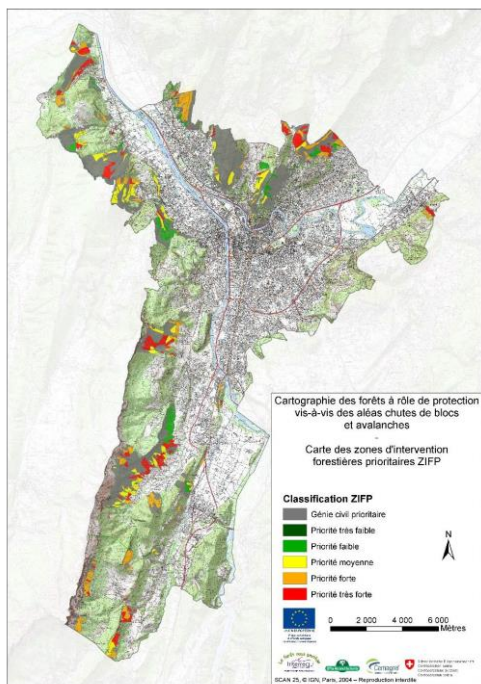 Cartographie des forêts à rôle de protection
vis-à-vis des aléas chutes de blocs
et avalanches
-
Carte des zones d'intervention
forestières prioritaires ZIFP
Classification ZIFP
Génie civil prioritaire
Priorité très faible
Priorité faible
Priorité moyenne
Priorité forte
Priorité très forte
N
0 2 000 4 000 6 000
Mètres
Interreg
Cemagref
SCAN 25, © IGN, Paris, 2004 – Reproduction interdite